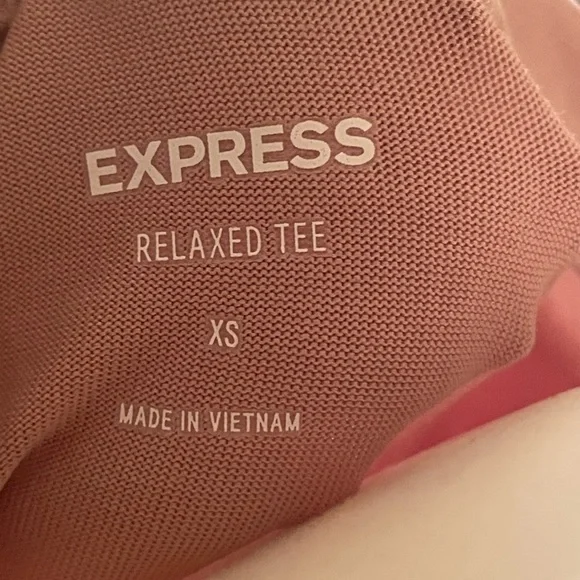 EXPRESS
RELAXED TEE
XS
MADE IN VIETNAM